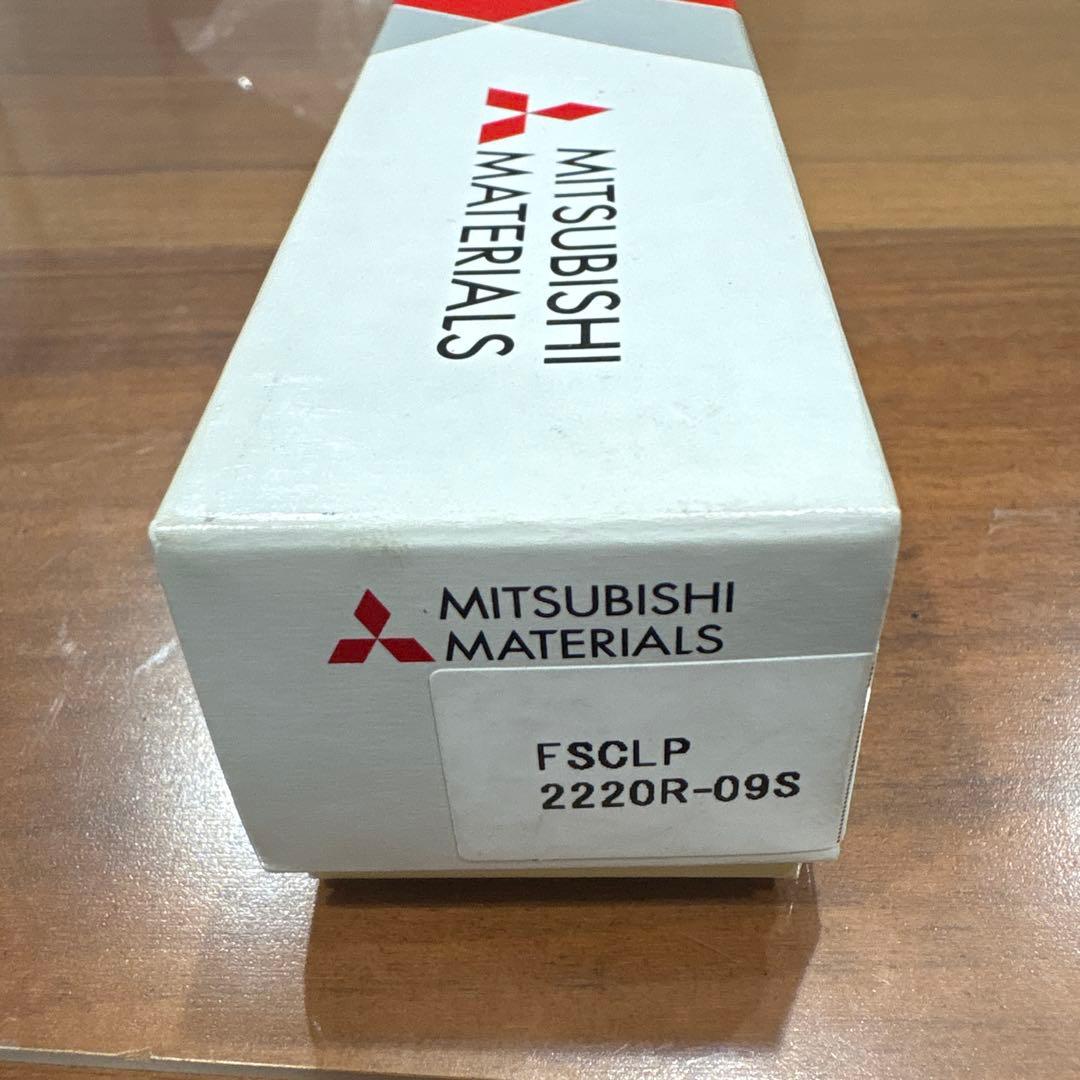 MITSUBISHI
MATERIALS
MITSUBISHI
MATERIALS
FSCLP
2220R-09S